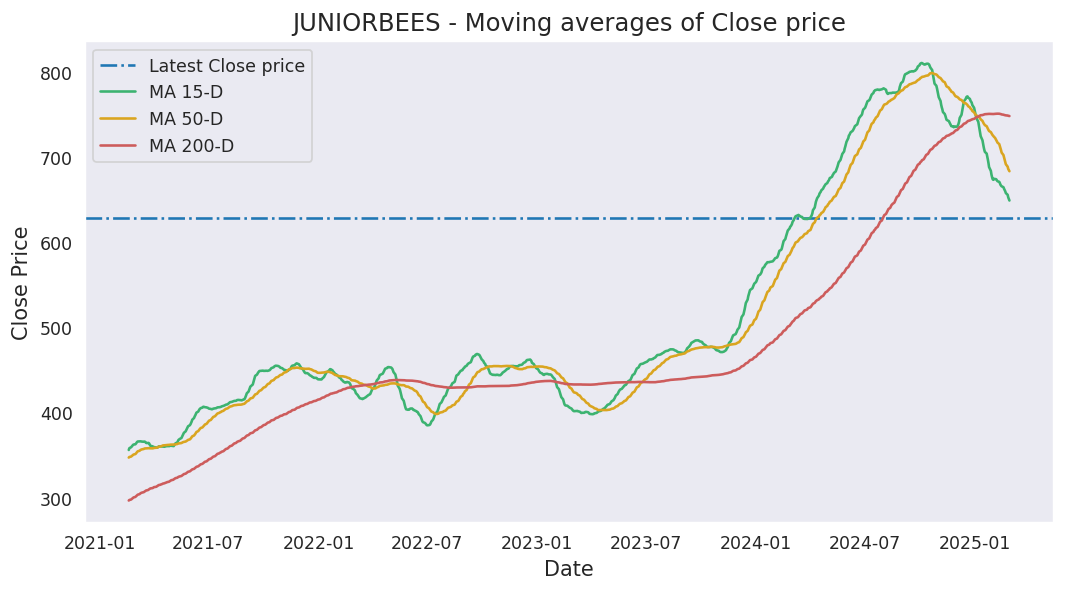 JUNIORBEES - Moving averages of Close price
Latest Close price
MA 15-D
MA 50-D
MA 200-D
Close Price
800
700
600
500
400
300
2021-01 2021-07 2022-01 2022-07 2023-01 2023-07 2024-01 2024-07 2025-01
Date